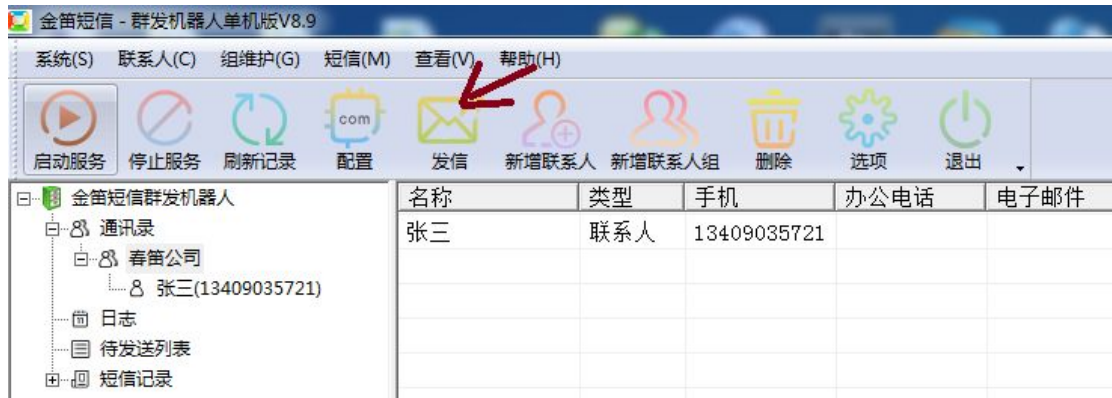 金笛短信 - 群发机器人单机版V8.9
系统(S) 联系人(C) 组维护(G) 短信(M) 查看(V) 帮助(H)
com
启动服务 停止服务 刷新记录 配置 发信 新增联系人 新增联系人组 删除 选项 退出
金笛短信群发机器人
通讯录
春笛公司
张三(13409035721)
日志
待发送列表
短信记录
名称 类型 手机 办公电话 电子邮件
张三 联系人 13409035721